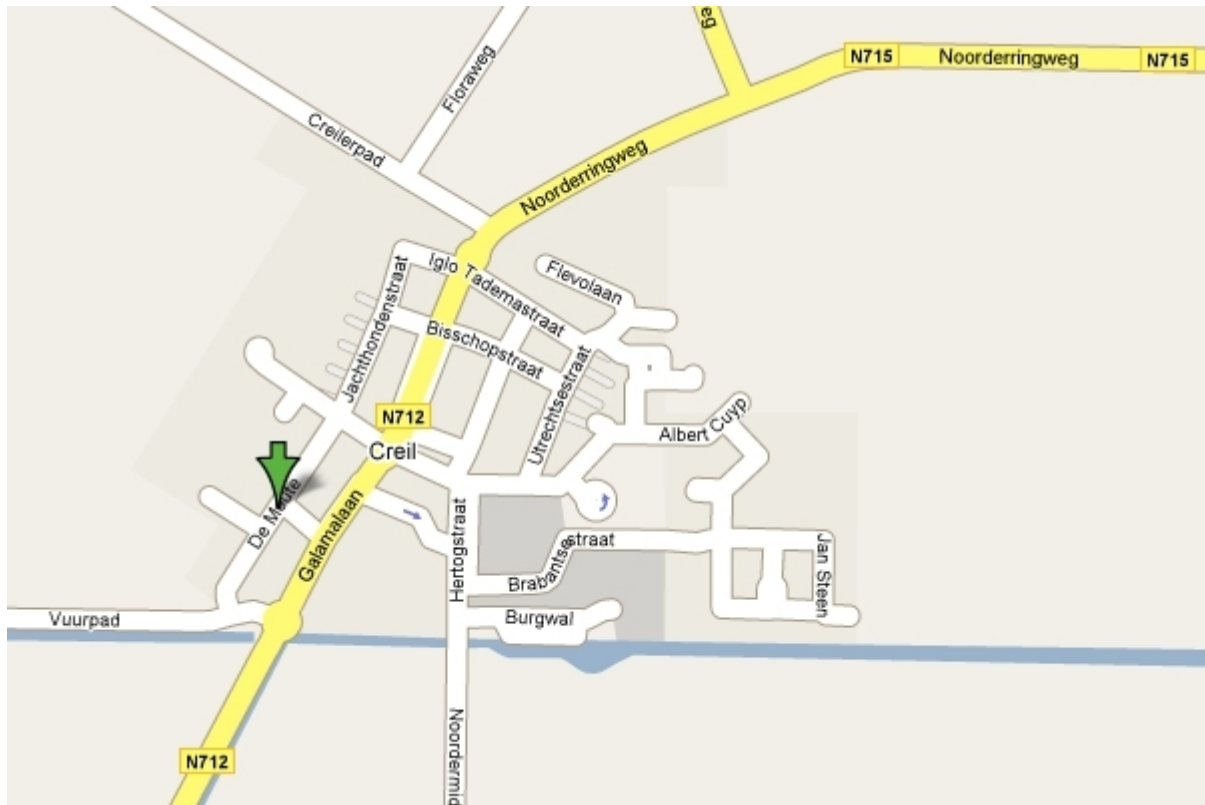 eg
N715
Noorderringweg
N715
Floraweg
Creilerpad
Noorderringweg
Iglo Tademastraat
Flevolaan
Jachthondenstraat
Bisschopstraat
Utrechtsestraat
N712
Albert Cuyp
Creil
De Meute
Galamalaan
Hertogstraat
Brabantsestraat
Jan Steen
Burgwal
Vuurpad
Noordermid
N712